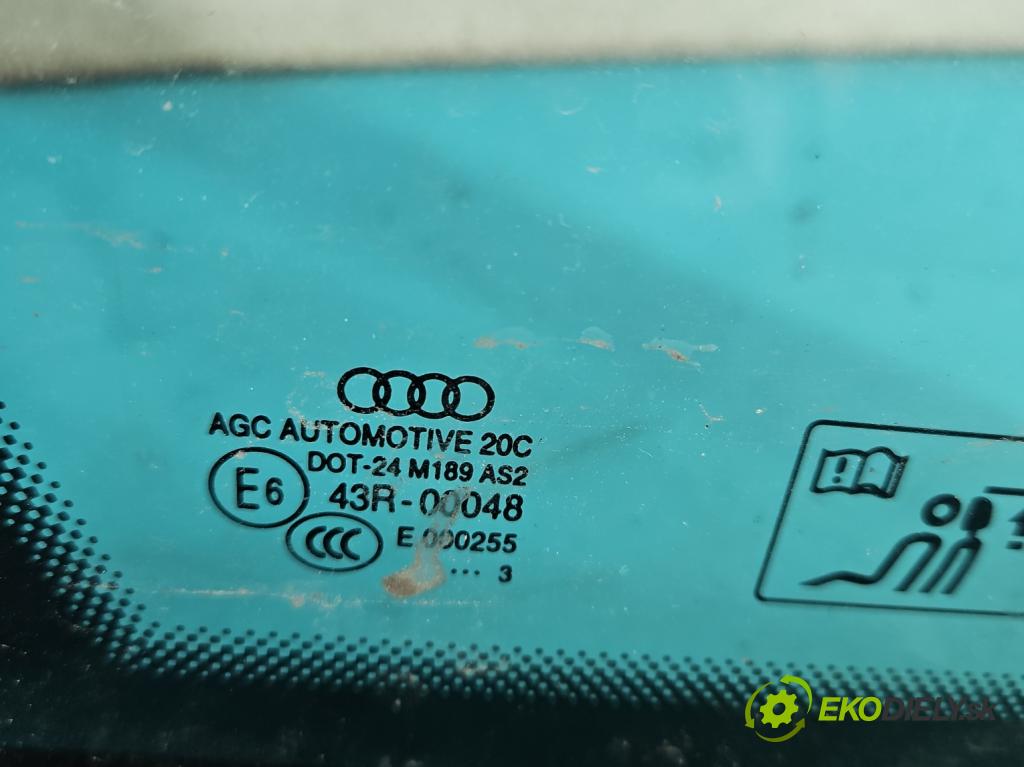 AGC AUTOMOTIVE 20C
DOT-24 M189 AS2
E6
43R-00048
CCC
E 000255
... 3
EKODIELY.sk